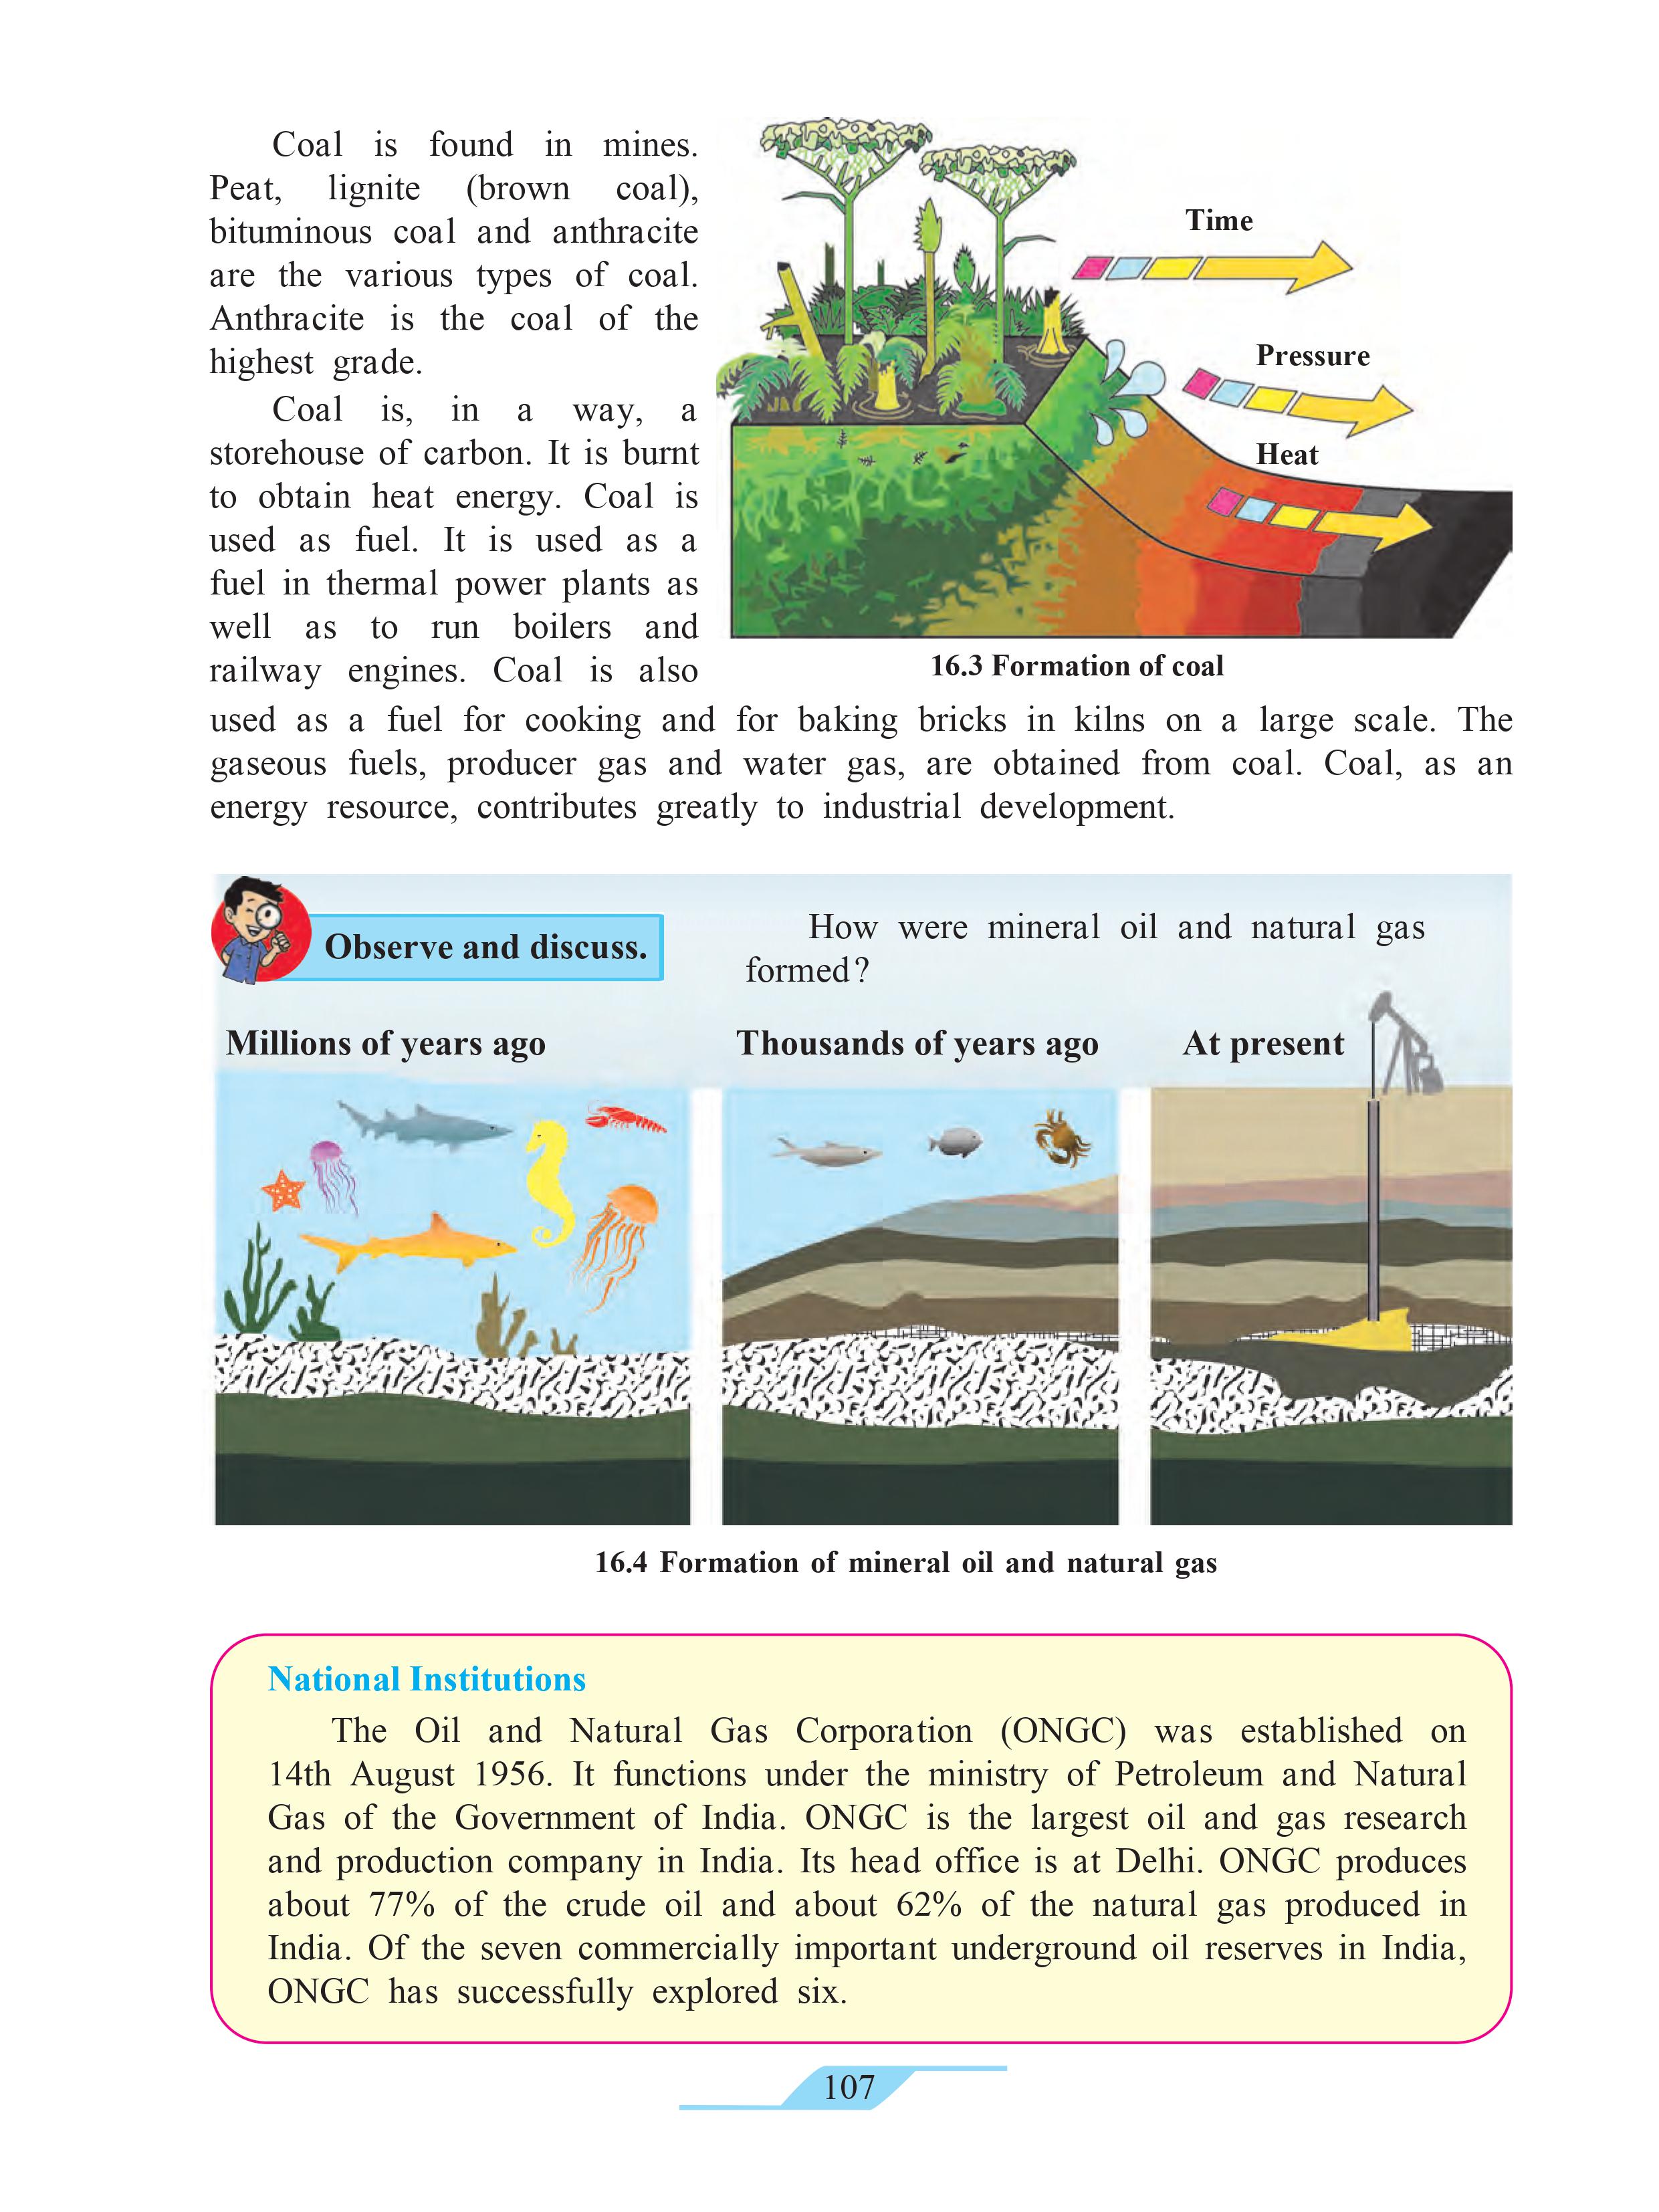 Coal is found in mines.
Peat, lignite (brown coal),
bituminous coal and anthracite
are the various types of coal.
Anthracite is the coal of the
highest grade.
Coal is, in a way, a
storehouse of carbon. It is burnt
to obtain heat energy. Coal is
used as fuel. It is used as a
fuel in thermal power plants as
well as to run boilers and
railway engines. Coal is also
Time
Pressure
Heat
16.3 Formation of coal
used as a fuel for cooking and for baking bricks in kilns on a large scale. The
gaseous fuels, producer gas and water gas, are obtained from coal. Coal, as an
energy resource, contributes greatly to industrial development.
Observe and discuss.
How were mineral oil and natural gas
formed?
Millions of years ago
Thousands of years ago
At present
16.4 Formation of mineral oil and natural gas
National Institutions
The Oil and Natural Gas Corporation (ONGC) was established on
14th August 1956. It functions under the ministry of Petroleum and Natural
Gas of the Government of India. ONGC is the largest oil and gas research
and production company in India. Its head office is at Delhi. ONGC produces
about 77% of the crude oil and about 62% of the natural gas produced in
India. Of the seven commercially important underground oil reserves in India,
ONGC has successfully explored six.
107